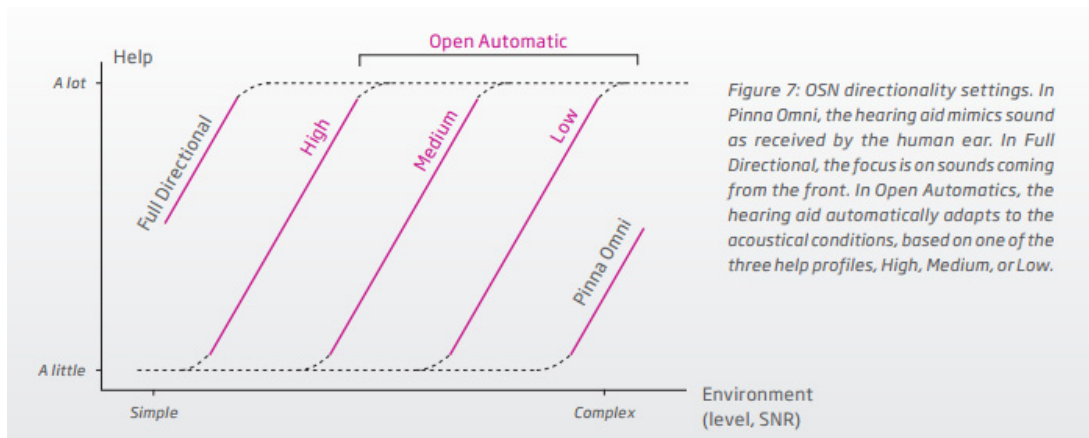 Open Automatic
Help
A lot
Full Directional
High
Medium
Low
Pinna Omni
A little
Simple
Complex
Environment
(level, SNR)
Figure 7: OSN directionality settings. In
Pinna Omni, the hearing aid mimics sound
as received by the human ear. In Full
Directional, the focus is on sounds coming
from the front. In Open Automatics, the
hearing aid automatically adapts to the
acoustical conditions, based on one of the
three help profiles, High, Medium, or Low.